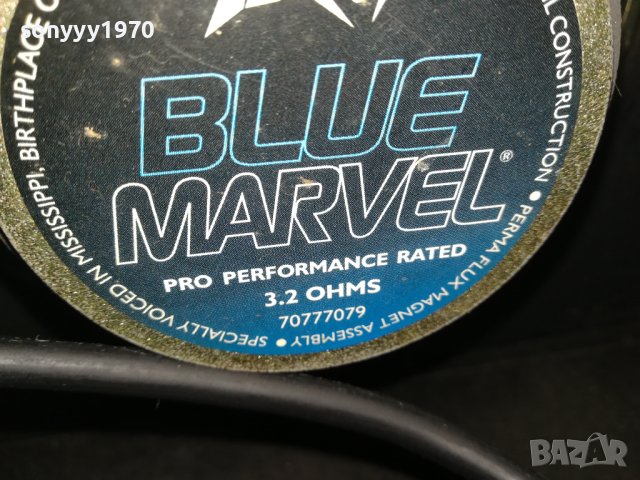 sonyyy1970
BLUE
MARVEL®
PRO PERFORMANCE RATED
3.2 OHMS
70777079
CONSTRUCTION • PERMA FLUX MAGNET ASSEMBLY • SPECIALLY VOICED IN MISSISSIPPI, BIRTHPLACE
BAZAR